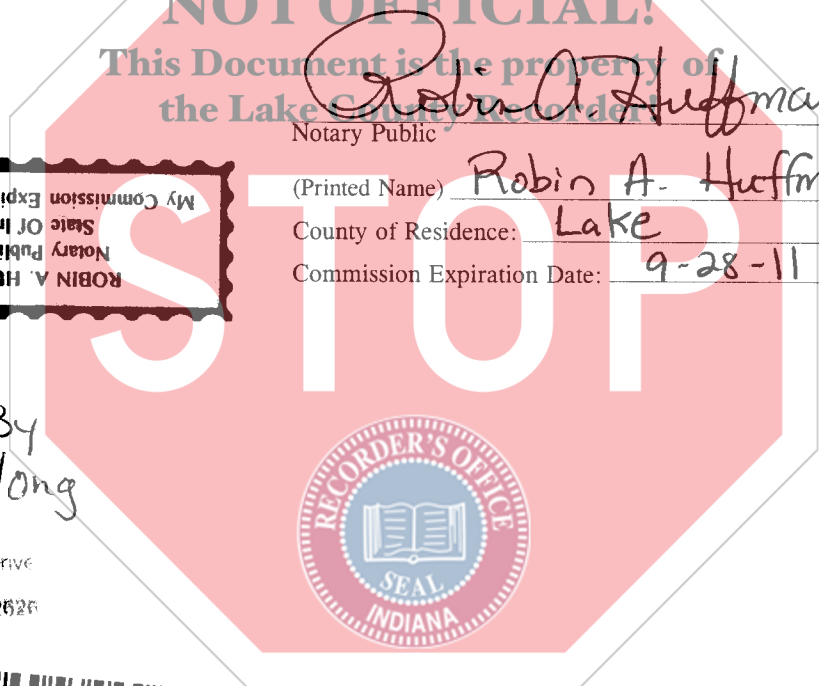 NOT OFFICIAL!
This Document is the property of
the Lake County Recorder!
Robin A. Huffma
Notary Public
(Printed Name) Robin A. Huffm
County of Residence: Lake
Commission Expiration Date: 9-28-11
ROBIN A. H
Notary Publi
State Of I
My Commission Expi
STOP
By
ong
rive
RECORDER'S OFFICE
SEAL
INDIANA